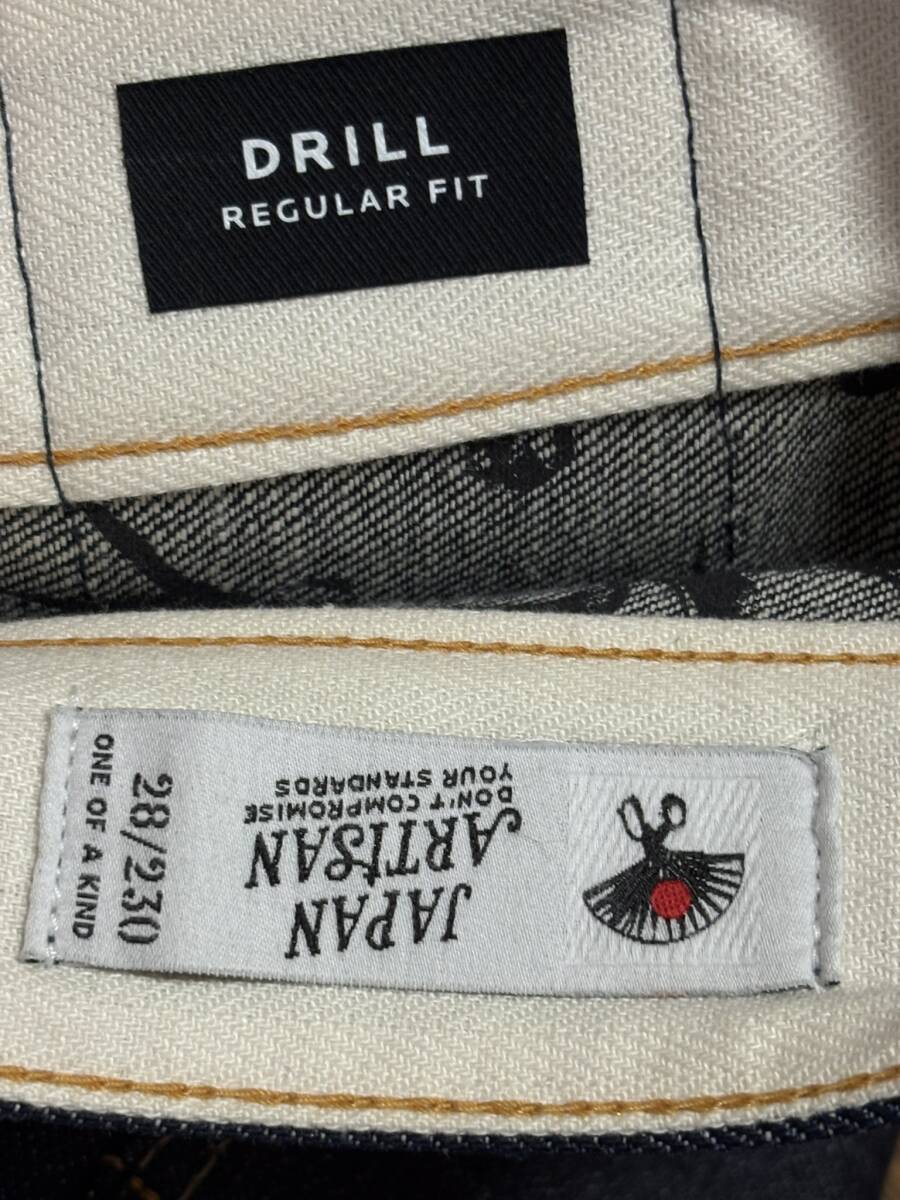 DRILL
REGULAR FIT
JAPAN
ARTISAN
DON'T COMPROMISE
YOUR STANDARDS
28/230
ONE OF A KIND